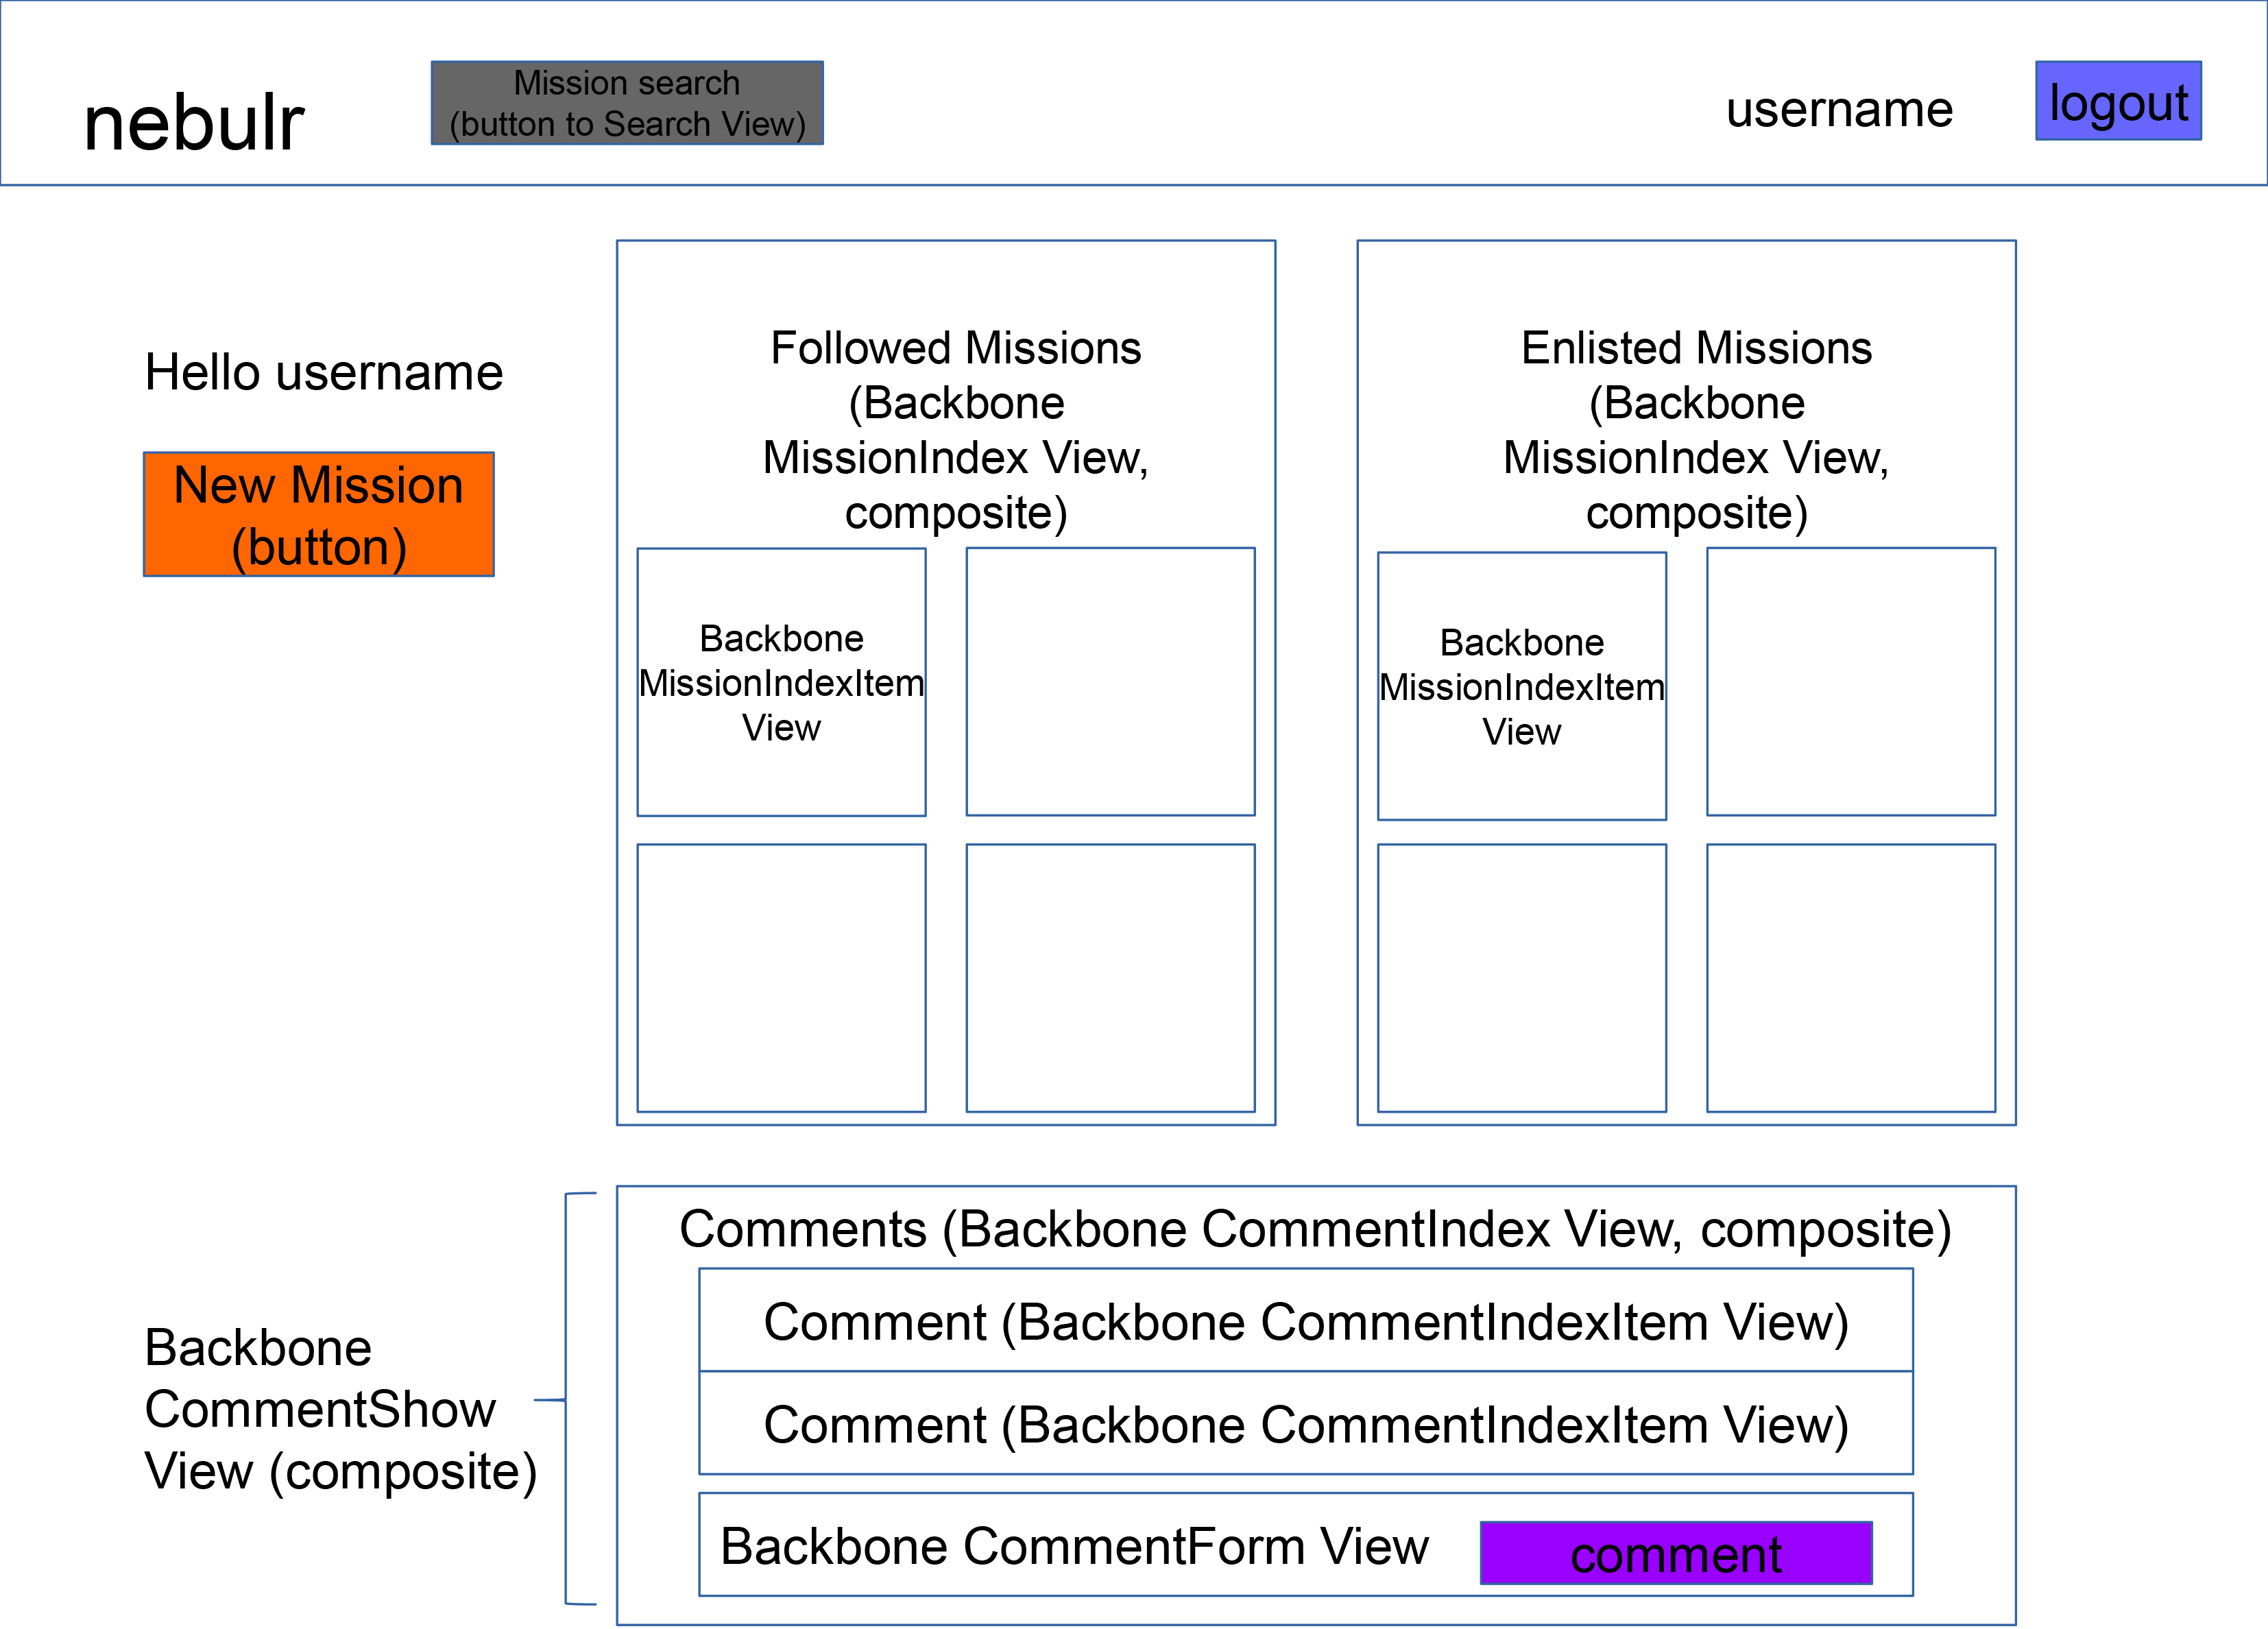 nebulr
Mission search
(button to Search View)
username
logout
Hello username
New Mission
(button)
Followed Missions
(Backbone
MissionIndex View,
composite)
Backbone
MissionIndexItem
View
Enlisted Missions
(Backbone
MissionIndex View,
composite)
Backbone
MissionIndexItem
View
Backbone
CommentShow
View (composite)
Comments (Backbone CommentIndex View, composite)
Comment (Backbone CommentIndexItem View)
Comment (Backbone CommentIndexItem View)
Backbone CommentForm View
comment